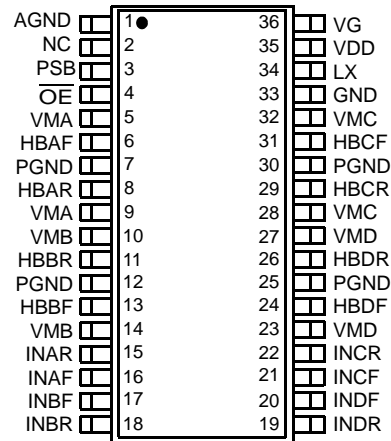 AGND 1 36 VG
NC 2 35 VDD
PSB 3 34 LX
OE 4 33 GND
VMA 5 32 VMC
HBAF 6 31 HBCF
PGND 7 30 PGND
HBAR 8 29 HBCR
VMA 9 28 VMC
VMB 10 27 VMD
HBBR 11 26 HBDR
PGND 12 25 PGND
HBBF 13 24 HBDF
VMB 14 23 VMD
INAR 15 22 INCR
INAF 16 21 INCF
INBF 17 20 INDF
INBR 18 19 INDR